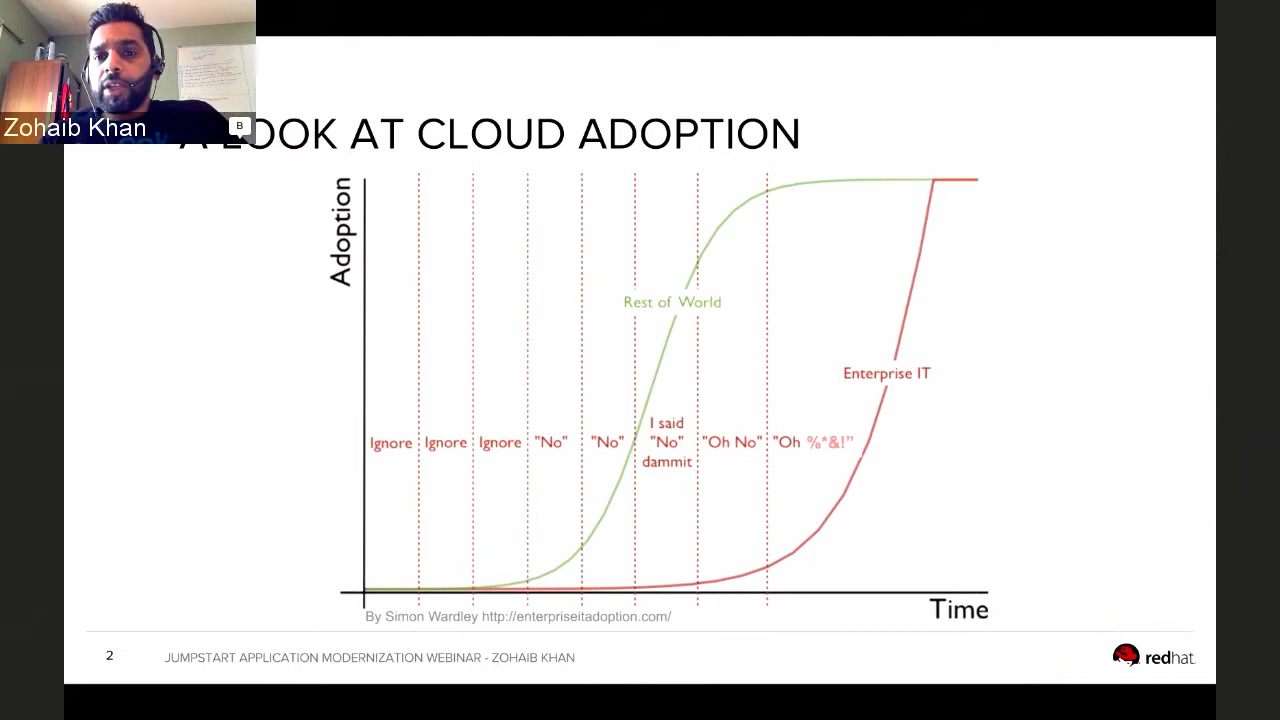 Zohaib Khan
B
A LOOK AT CLOUD ADOPTION
Adoption
Rest of World
Enterprise IT
Ignore
Ignore
Ignore
"No"
"No"
I said
"No"
dammit
"Oh No"
"Oh %*&!”
Time
By Simon Wardley http://enterpriseitadoption.com/
2
JUMPSTART APPLICATION MODERNIZATION WEBINAR - ZOHAIB KHAN
redhat.